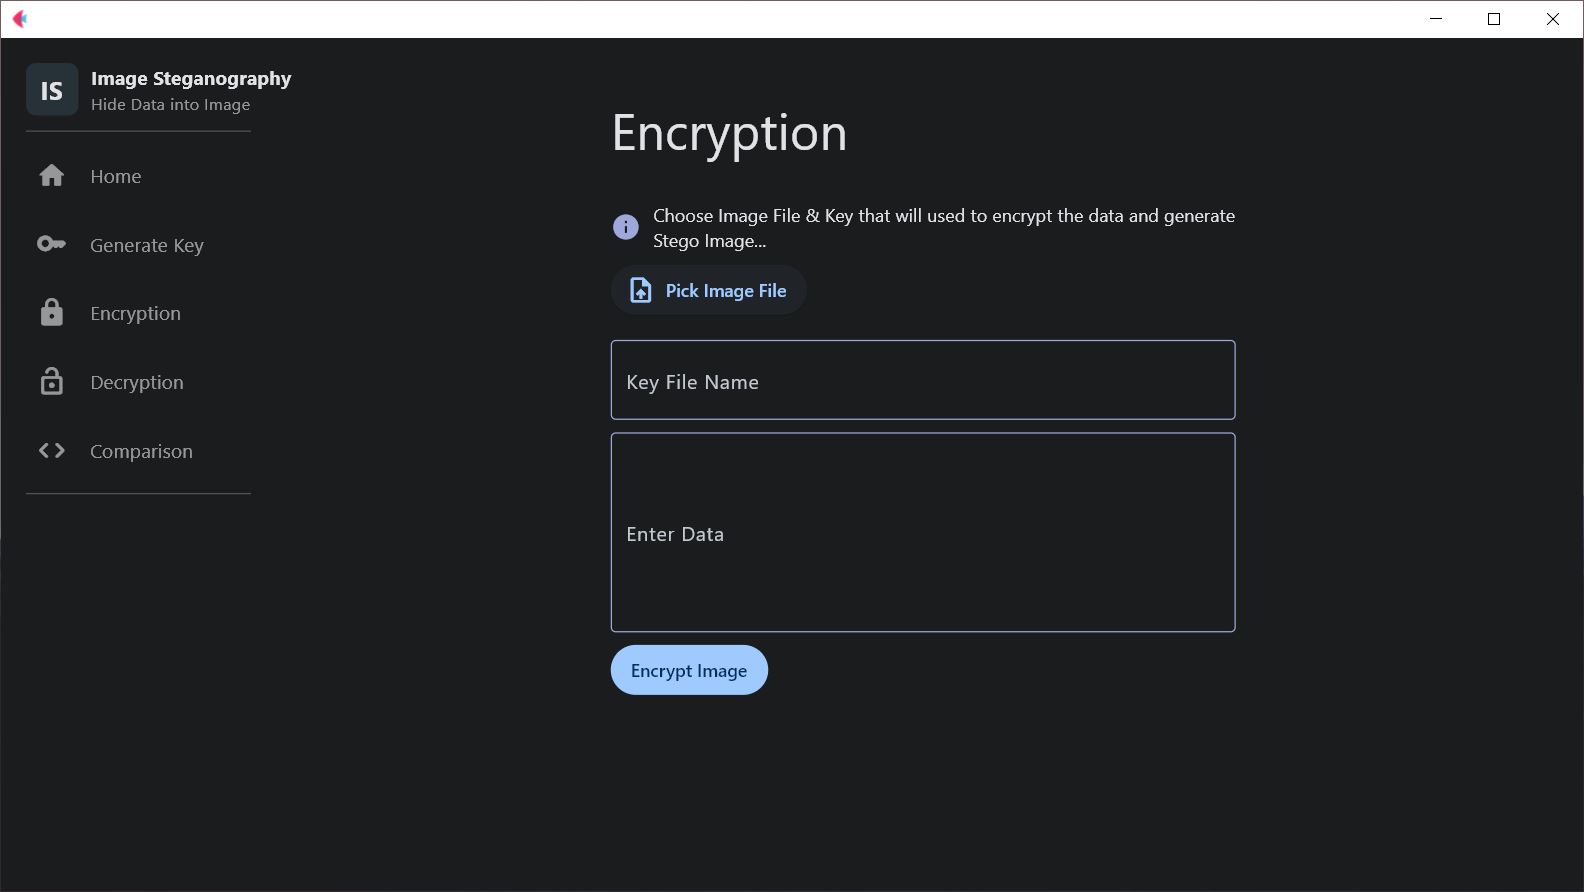 IS
Image Steganography
Hide Data into Image
Home
Generate Key
Encryption
Decryption
Comparison
Encryption
Choose Image File & Key that will used to encrypt the data and generate
Stego Image...
Pick Image File
Key File Name
Enter Data
Encrypt Image